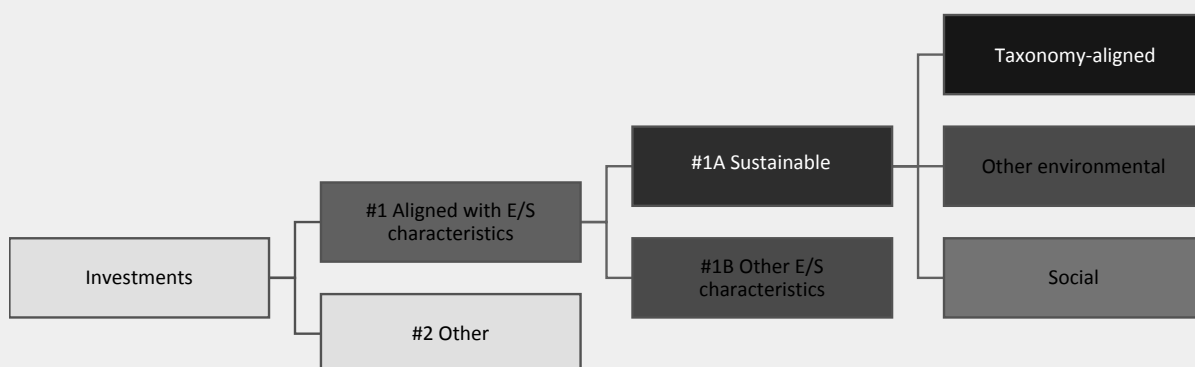 Investments
#1 Aligned with E/S
characteristics
#2 Other
#1A Sustainable
#1B Other E/S
characteristics
Taxonomy-aligned
Other environmental
Social